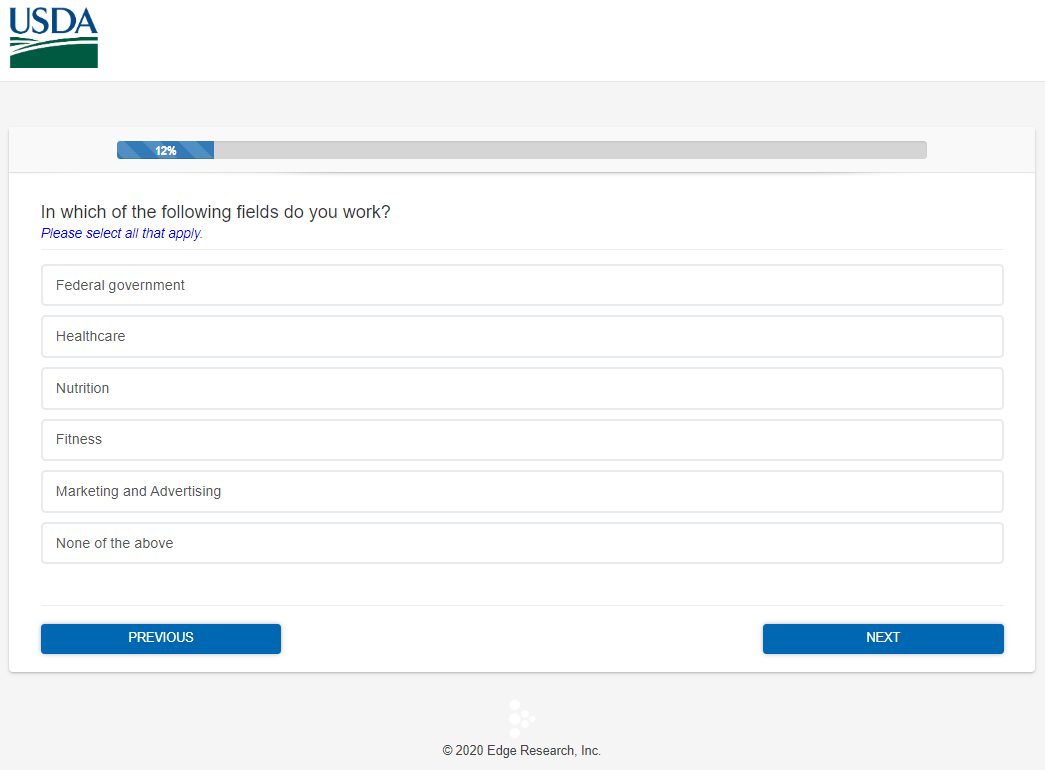 USDA
12%
In which of the following fields do you work?
Please select all that apply.
Federal government
Healthcare
Nutrition
Fitness
Marketing and Advertising
None of the above
PREVIOUS
NEXT
© 2020 Edge Research, Inc.